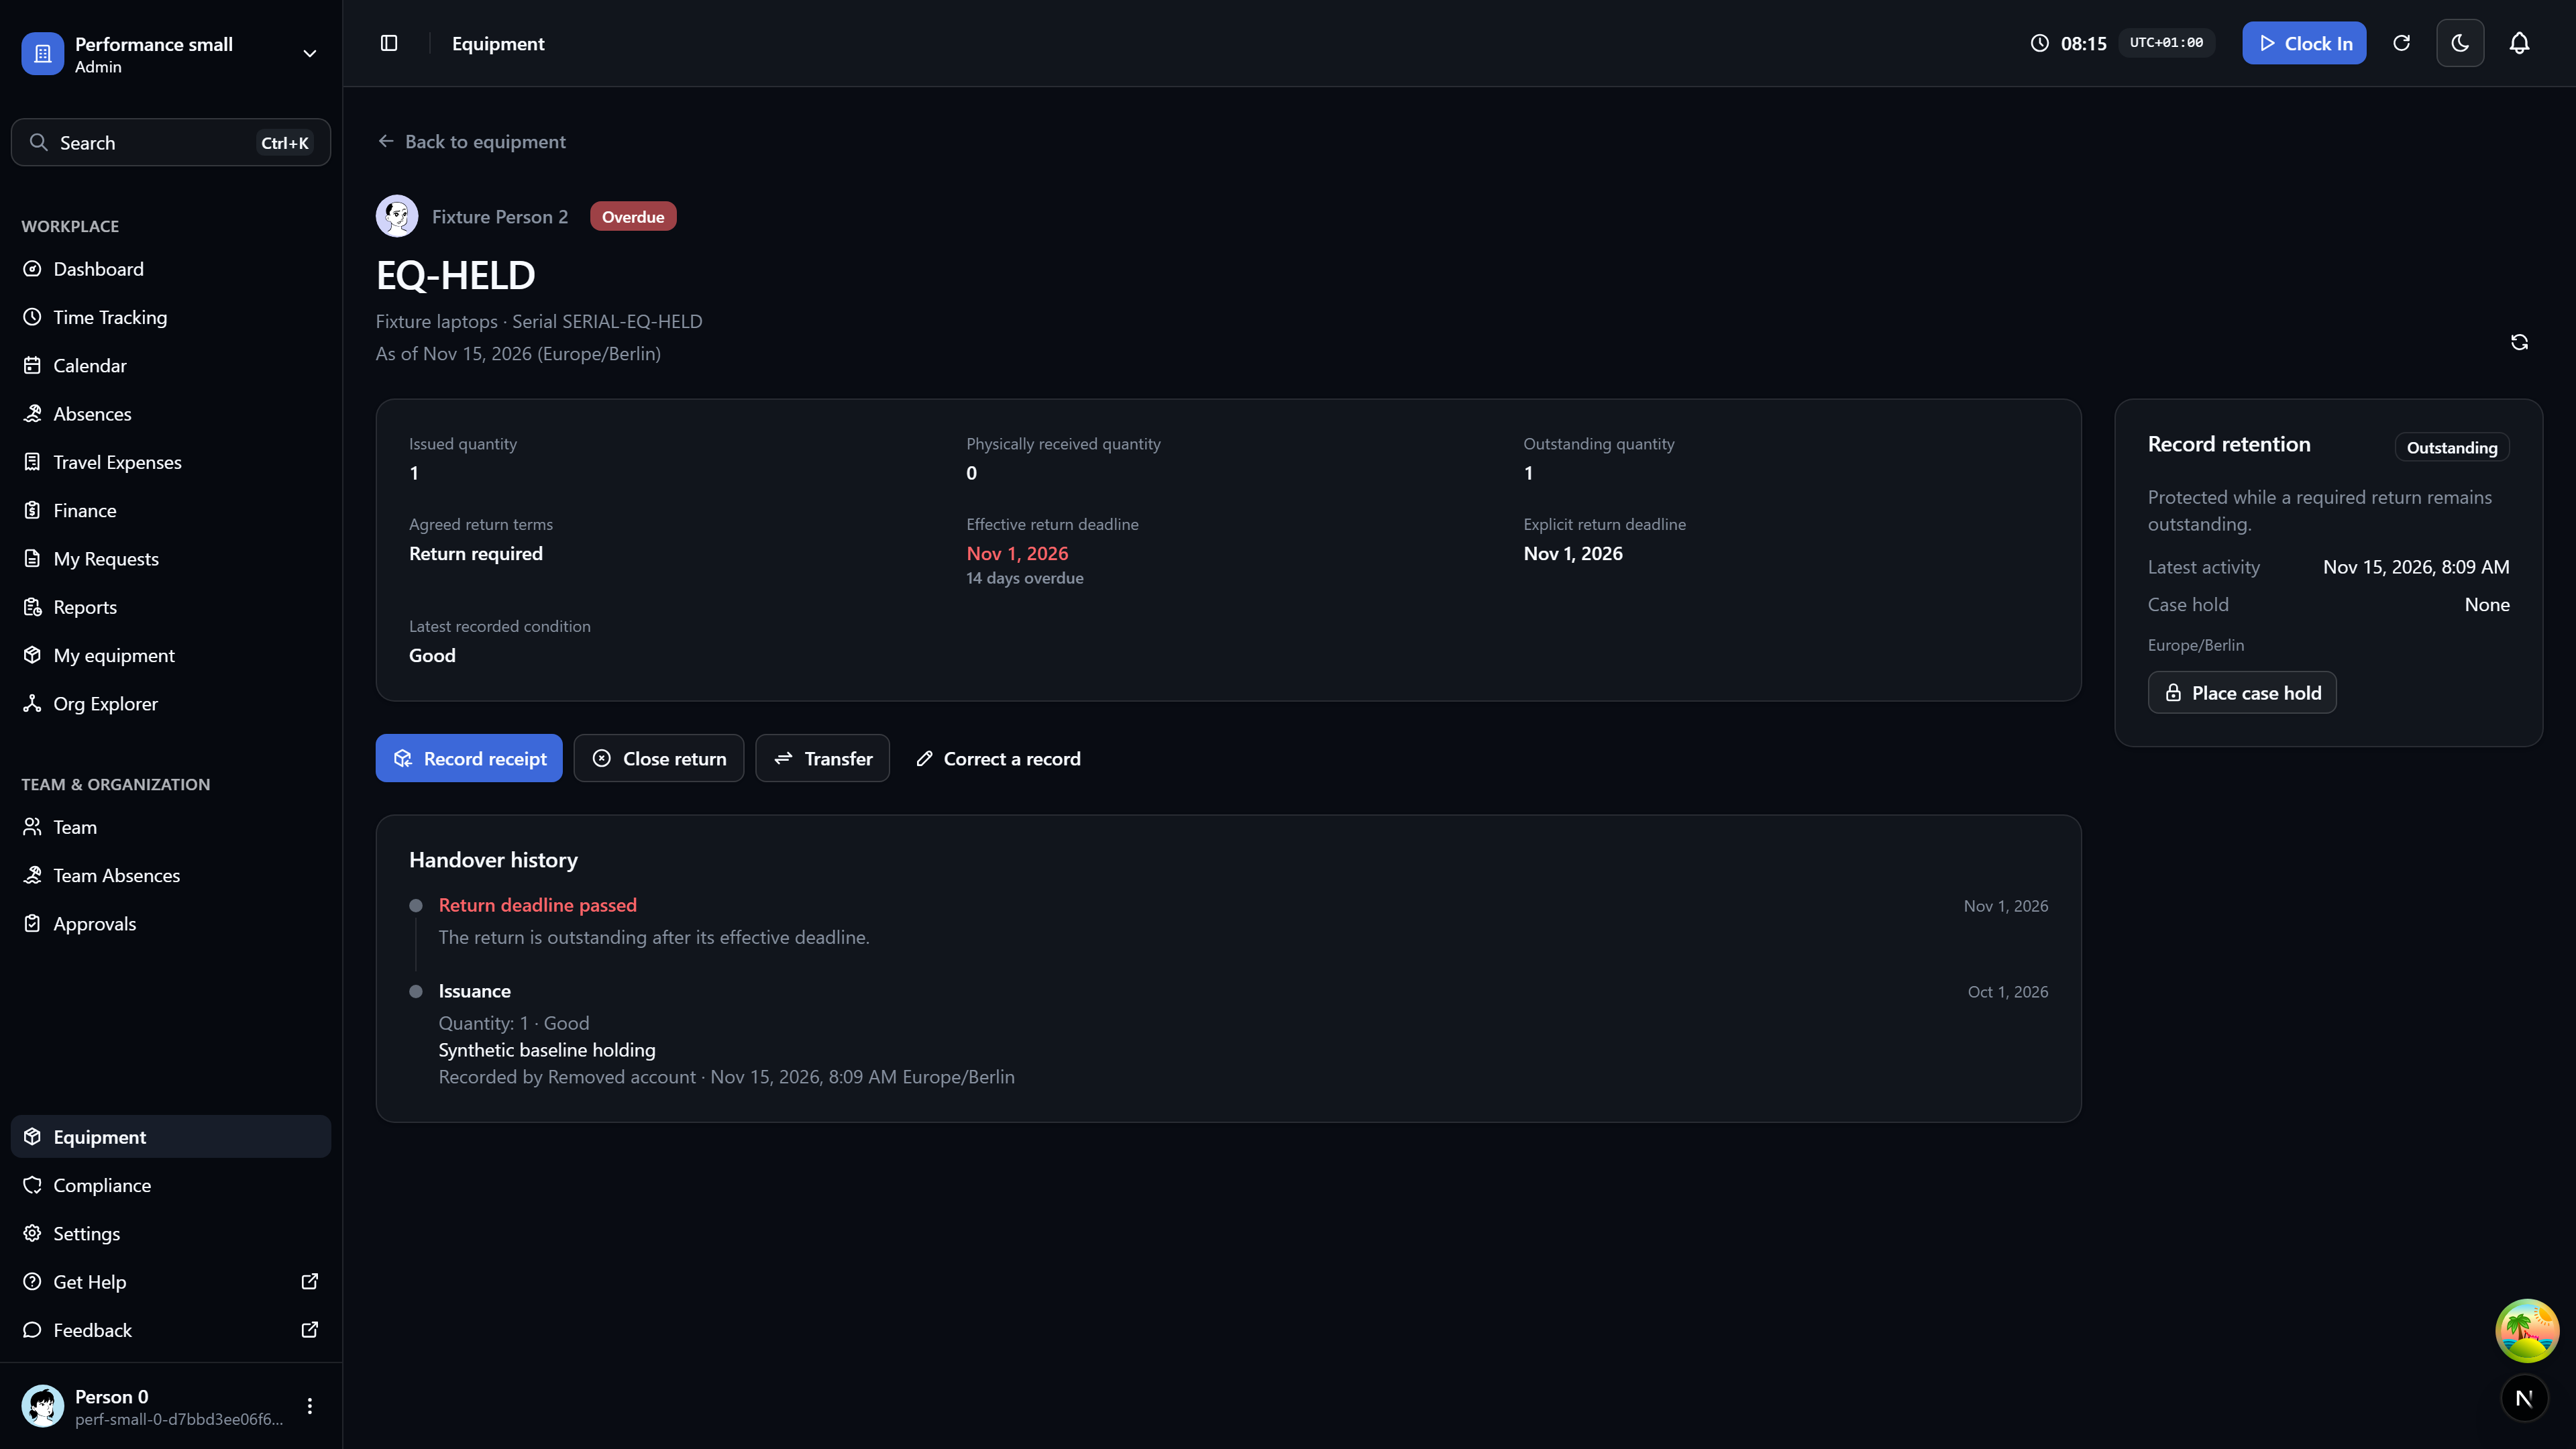 Performance small
Admin
Search
Ctrl+K
WORKPLACE
Dashboard
Time Tracking
Calendar
Absences
Travel Expenses
Finance
My Requests
Reports
My equipment
Org Explorer
TEAM & ORGANIZATION
Team
Team Absences
Approvals
Equipment
Compliance
Settings
Get Help
Feedback
Person 0
perf-small-0-d7bbd3ee06f6...
Equipment
08:15
UTC+01:00
Clock In
Back to equipment
Fixture Person 2
Overdue
EQ-HELD
Fixture laptops · Serial SERIAL-EQ-HELD
As of Nov 15, 2026 (Europe/Berlin)
Issued quantity
1
Physically received quantity
0
Outstanding quantity
1
Agreed return terms
Return required
Effective return deadline
Nov 1, 2026
14 days overdue
Explicit return deadline
Nov 1, 2026
Latest recorded condition
Good
Record receipt
Close return
Transfer
Correct a record
Handover history
Return deadline passed
Nov 1, 2026
The return is outstanding after its effective deadline.
Issuance
Oct 1, 2026
Quantity: 1 · Good
Synthetic baseline holding
Recorded by Removed account · Nov 15, 2026, 8:09 AM Europe/Berlin
Record retention
Outstanding
Protected while a required return remains
outstanding.
Latest activity
Nov 15, 2026, 8:09 AM
Case hold
None
Europe/Berlin
Place case hold
N